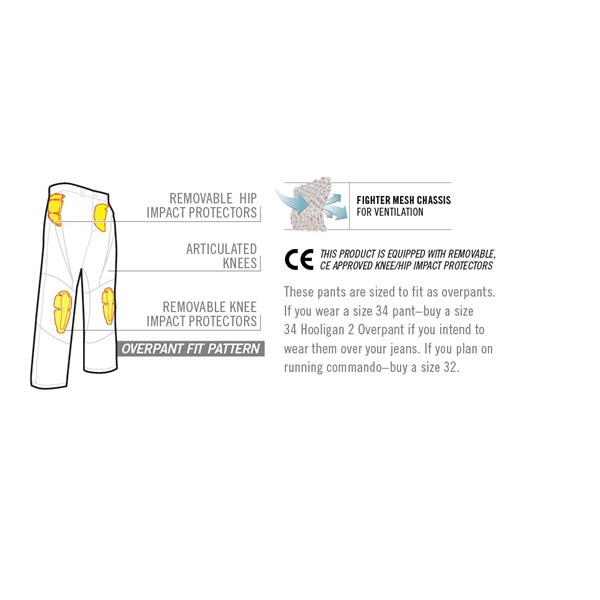 REMOVABLE HIP
IMPACT PROTECTORS
ARTICULATED
KNEES
REMOVABLE KNEE
IMPACT PROTECTORS
OVERPANT FIT PATTERN
FIGHTER MESH CHASSIS
FOR VENTILATION
CE THIS PRODUCT IS EQUIPPED WITH REMOVABLE,
CE APPROVED KNEE/HIP IMPACT PROTECTORS
These pants are sized to fit as overpants.
If you wear a size 34 pant–buy a size
34 Hooligan 2 Overpant if you intend to
wear them over your jeans. If you plan on
running commando–buy a size 32.